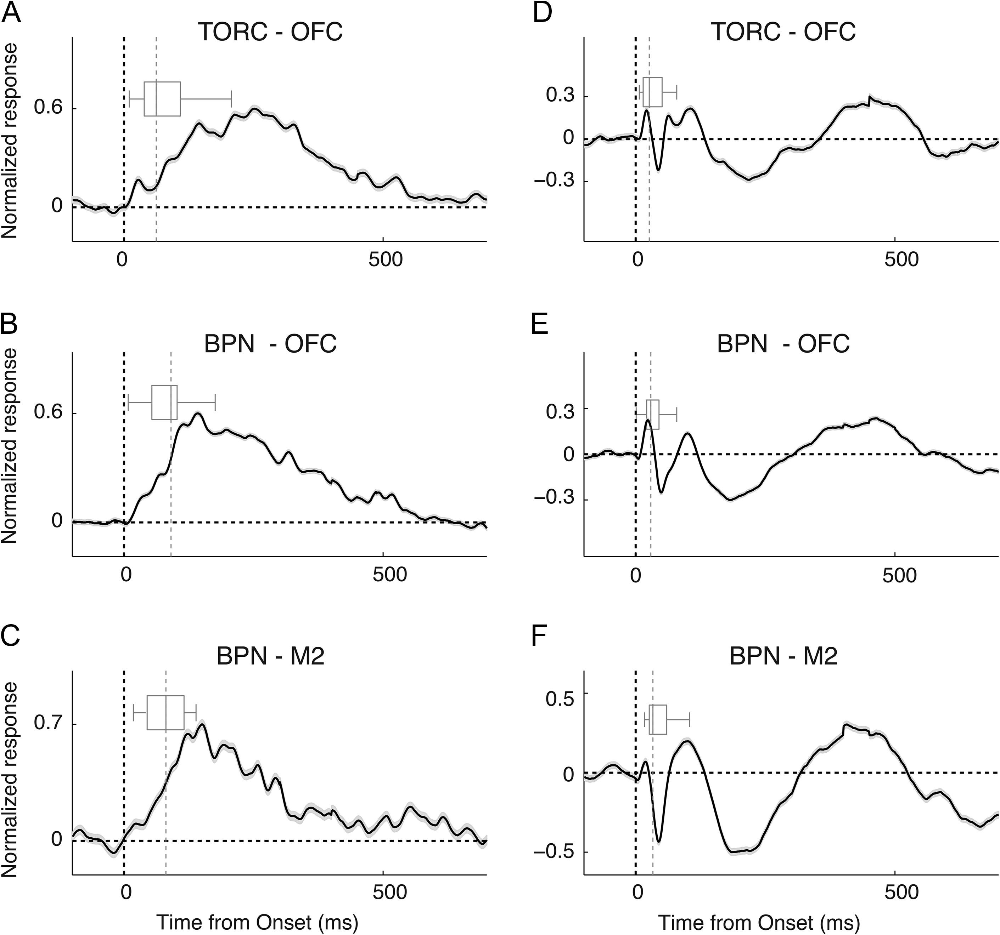 A
TORC - OFC
Normalized response
0.6
0
0
500
B
BPN - OFC
Normalized response
0.6
0
0
500
C
BPN - M2
Normalized response
0.7
0
0
500
Time from Onset (ms)
D
TORC - OFC
0.3
0
−0.3
0
500
E
BPN - OFC
0.3
0
−0.3
0
500
F
BPN - M2
0.5
0
−0.5
0
500
Time from Onset (ms)